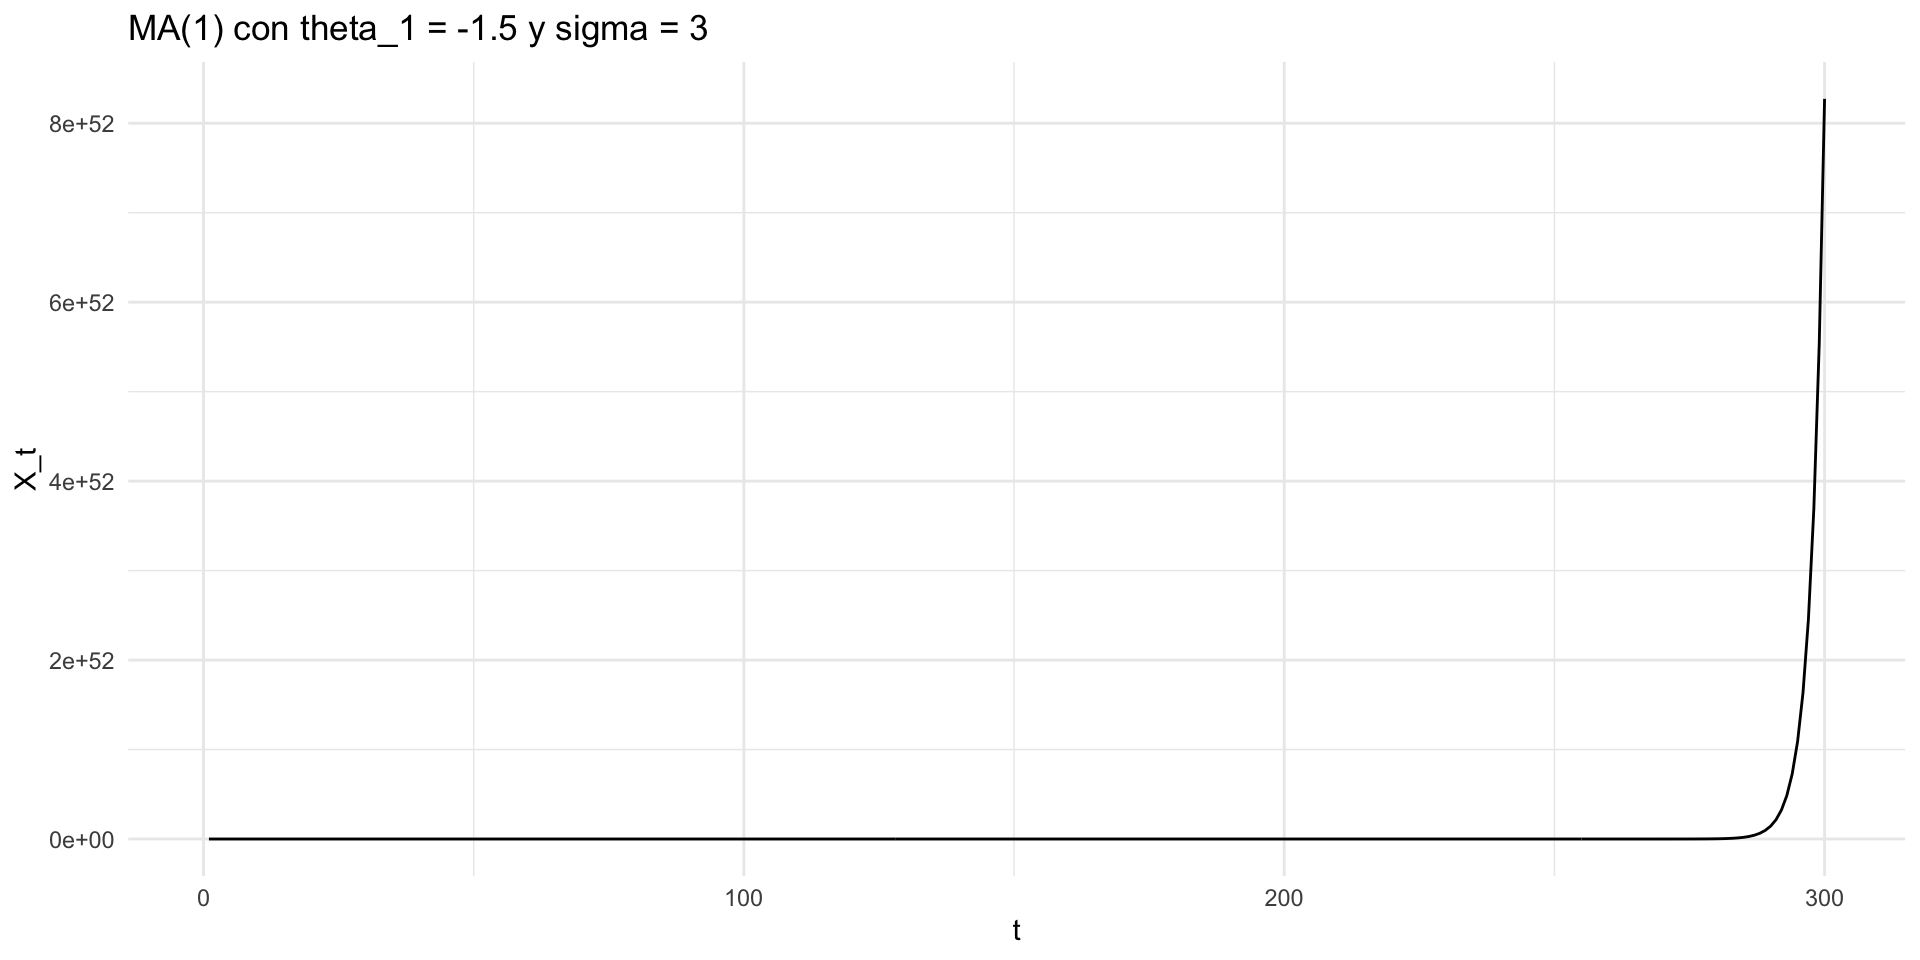 MA(1) con theta_1 = -1.5 y sigma = 3
8e+52
6e+52
4e+52
2e+52
0e+00
X_t
0 100 200 300
t